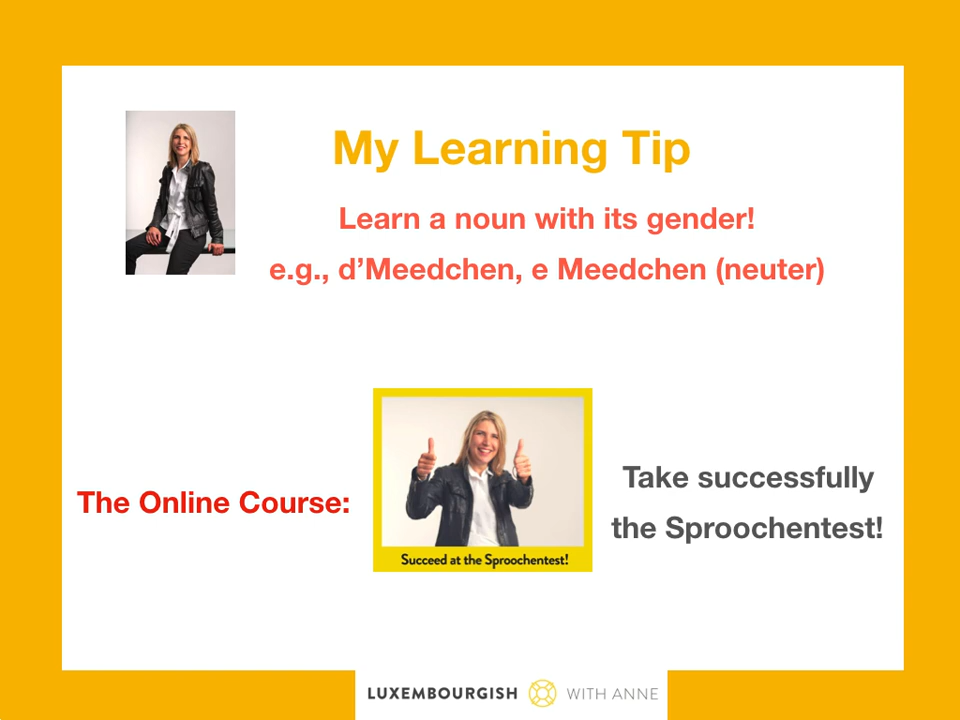 My Learning Tip
Learn a noun with its gender!
e.g., d’Meedchen, e Meedchen (neuter)
The Online Course:
Succeed at the Sproochentest!
Take successfully
the Sproochentest!
LUXEMBOURGISH WITH ANNE